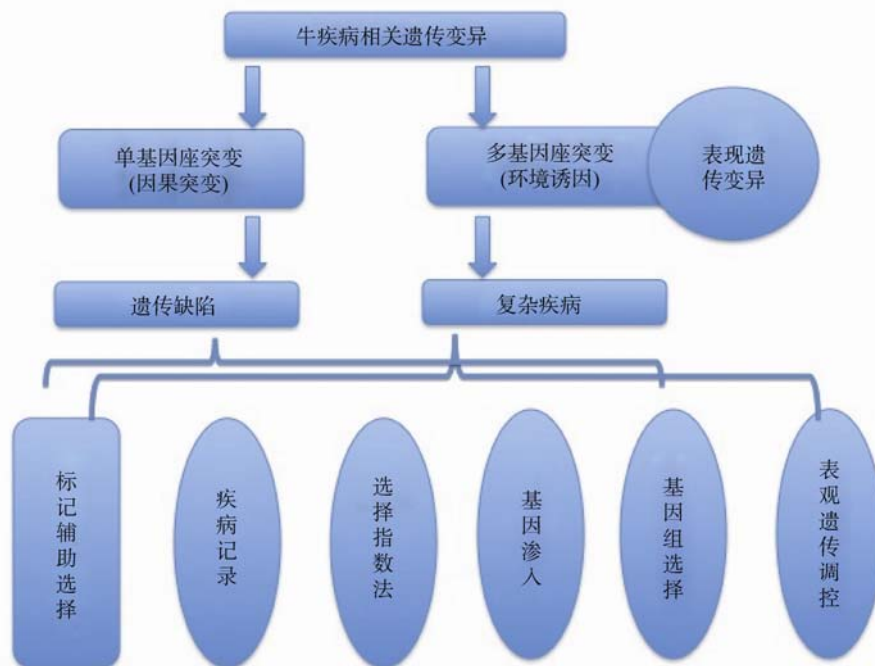 牛疾病相关遗传变异
单基因座突变
(因果突变)
多基因座突变
(环境诱因)
表现遗
传变异
遗传缺陷
复杂疾病
标记辅助选择
疾病记录
选择指数法
基因渗入
基因组选择
表观遗传调控